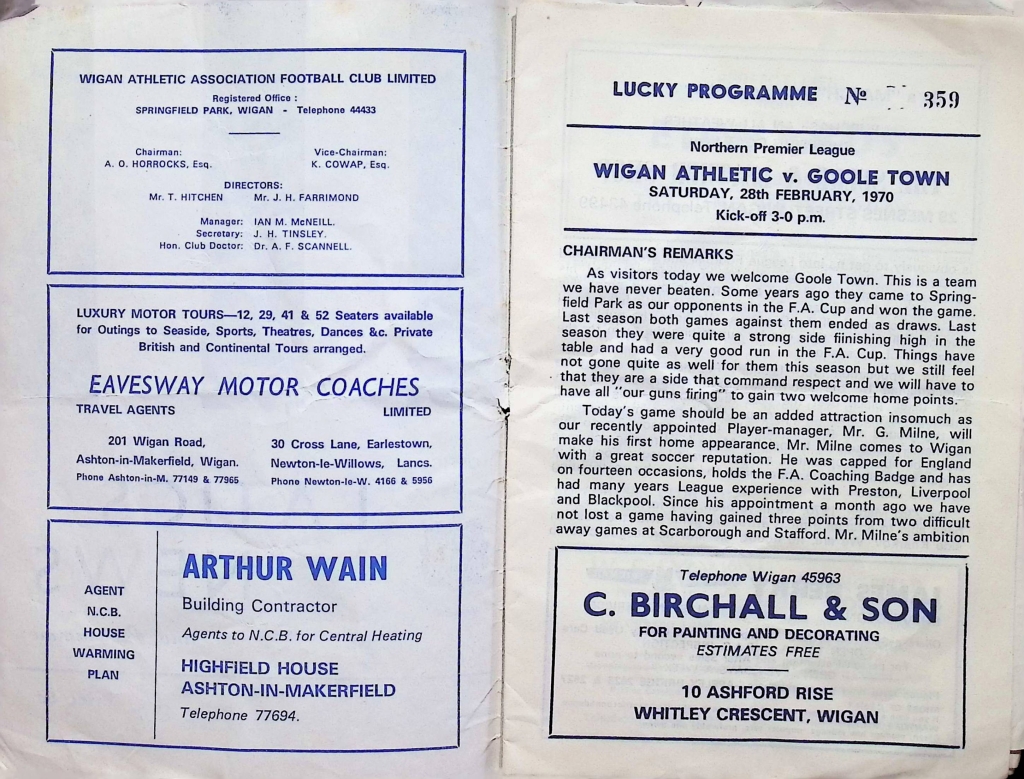 WIGAN ATHLETIC ASSOCIATION FOOTBALL CLUB LIMITED
Registered Office :
SPRINGFIELD PARK, WIGAN - Telephone 44433
Chairman:
A. O. HORROCKS, Esq.
Vice-Chairman:
K. COWAP, Esq.
DIRECTORS:
Mr. T. HITCHEN Mr. J. H. FARRIMOND
Manager: IAN M. McNEILL.
Secretary: J. H. TINSLEY.
Hon. Club Doctor: Dr. A. F. SCANNELL.
LUXURY MOTOR TOURS—12, 29, 41 & 52 Seaters available
for Outings to Seaside, Sports, Theatres, Dances &c. Private
British and Continental Tours arranged.
EAVESWAY MOTOR COACHES
TRAVEL AGENTS LIMITED
201 Wigan Road,
Ashton-in-Makerfield, Wigan.
Phone Ashton-in-M. 77149 & 77965
30 Cross Lane, Earlestown,
Newton-le-Willows, Lancs.
Phone Newton-le-W. 4166 & 5956
AGENT
N.C.B.
HOUSE
WARMING
PLAN
ARTHUR WAIN
Building Contractor
Agents to N.C.B. for Central Heating
HIGHFIELD HOUSE
ASHTON-IN-MAKERFIELD
Telephone 77694.
LUCKY PROGRAMME № 359
Northern Premier League
WIGAN ATHLETIC v. GOOLE TOWN
SATURDAY, 28th FEBRUARY, 1970
Kick-off 3-0 p.m.
CHAIRMAN'S REMARKS
As visitors today we welcome Goole Town. This is a team
we have never beaten. Some years ago they came to Spring-
field Park as our opponents in the F.A. Cup and won the game.
Last season both games against them ended as draws. Last
season they were quite a strong side fiinishing high in the
table and had a very good run in the F.A. Cup. Things have
not gone quite as well for them this season but we still feel
that they are a side that command respect and we will have to
have all "our guns firing" to gain two welcome home points.
Today's game should be an added attraction insomuch as
our recently appointed Player-manager, Mr. G. Milne, will
make his first home appearance. Mr. Milne comes to Wigan
with a great soccer reputation. He was capped for England
on fourteen occasions, holds the F.A. Coaching Badge and has
had many years League experience with Preston, Liverpool
and Blackpool. Since his appointment a month ago we have
not lost a game having gained three points from two difficult
away games at Scarborough and Stafford. Mr. Milne's ambition
Telephone Wigan 45963
C. BIRCHALL & SON
FOR PAINTING AND DECORATING
ESTIMATES FREE
10 ASHFORD RISE
WHITLEY CRESCENT, WIGAN